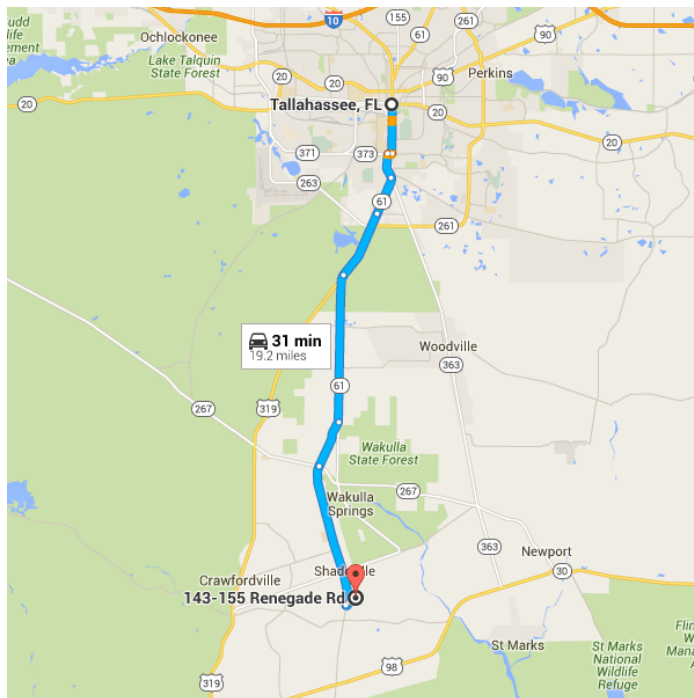 10
155
61
261
90
Ochlockonee
Lake Talquin
State Forest
20
20
90
Perkins
Tallahassee, FL
20
20
20
371
373
263
61
261
31 min
19.2 miles
Woodville
363
61
319
267
Wakulla
State Forest
267
Wakulla
Springs
363
Newport
30
Crawfordville
143-155 Renegade Rd
St Marks
98
St Marks
National
Wildlife
Refuge
319